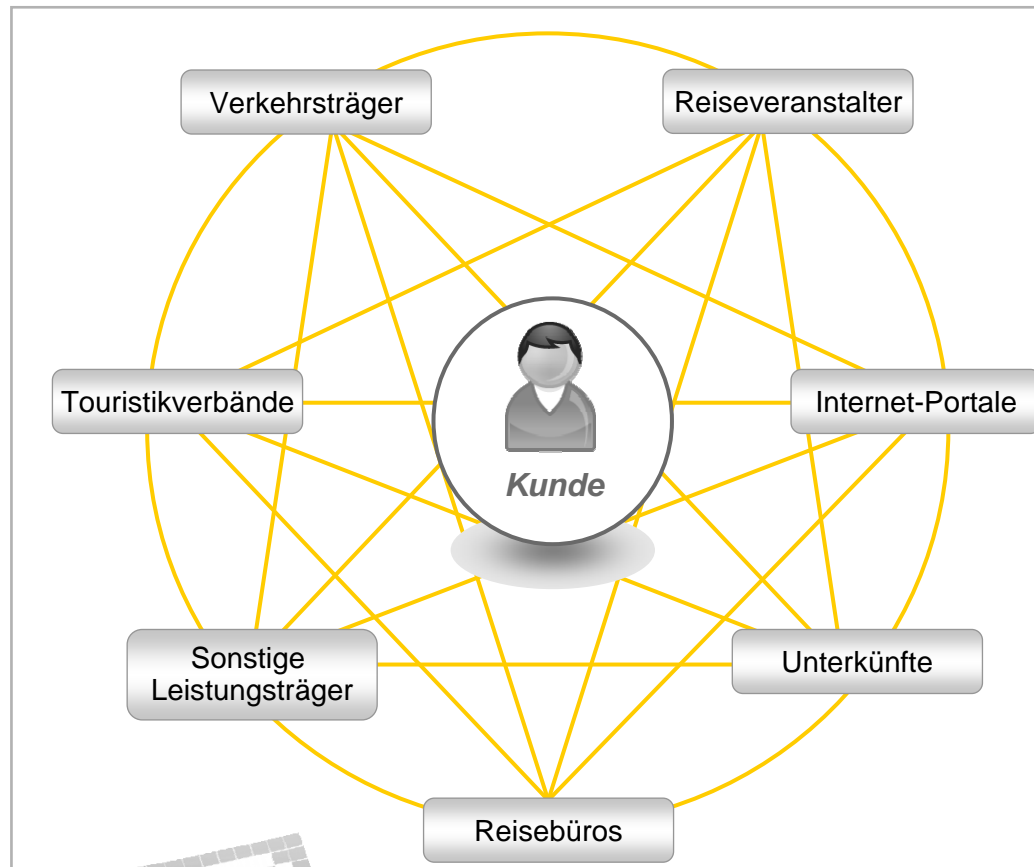 Verkehrsträger
Reiseveranstalter
Touristikverbände
Internet-Portale
Kunde
Sonstige
Leistungsträger
Unterkünfte
Reisebüros